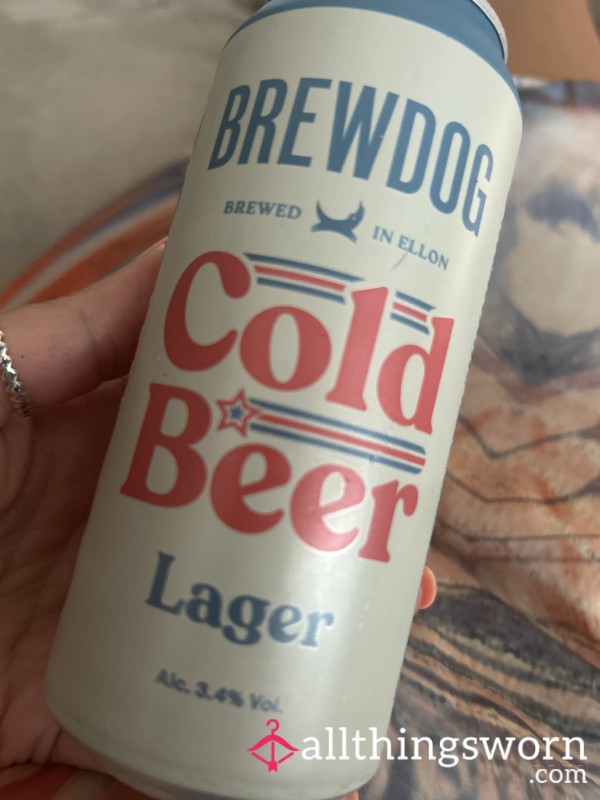 BREWDOG
BREWED IN ELLON
Cold
Beer
Lager
Alc. 3.4% Vol.
allthingsworn
.com